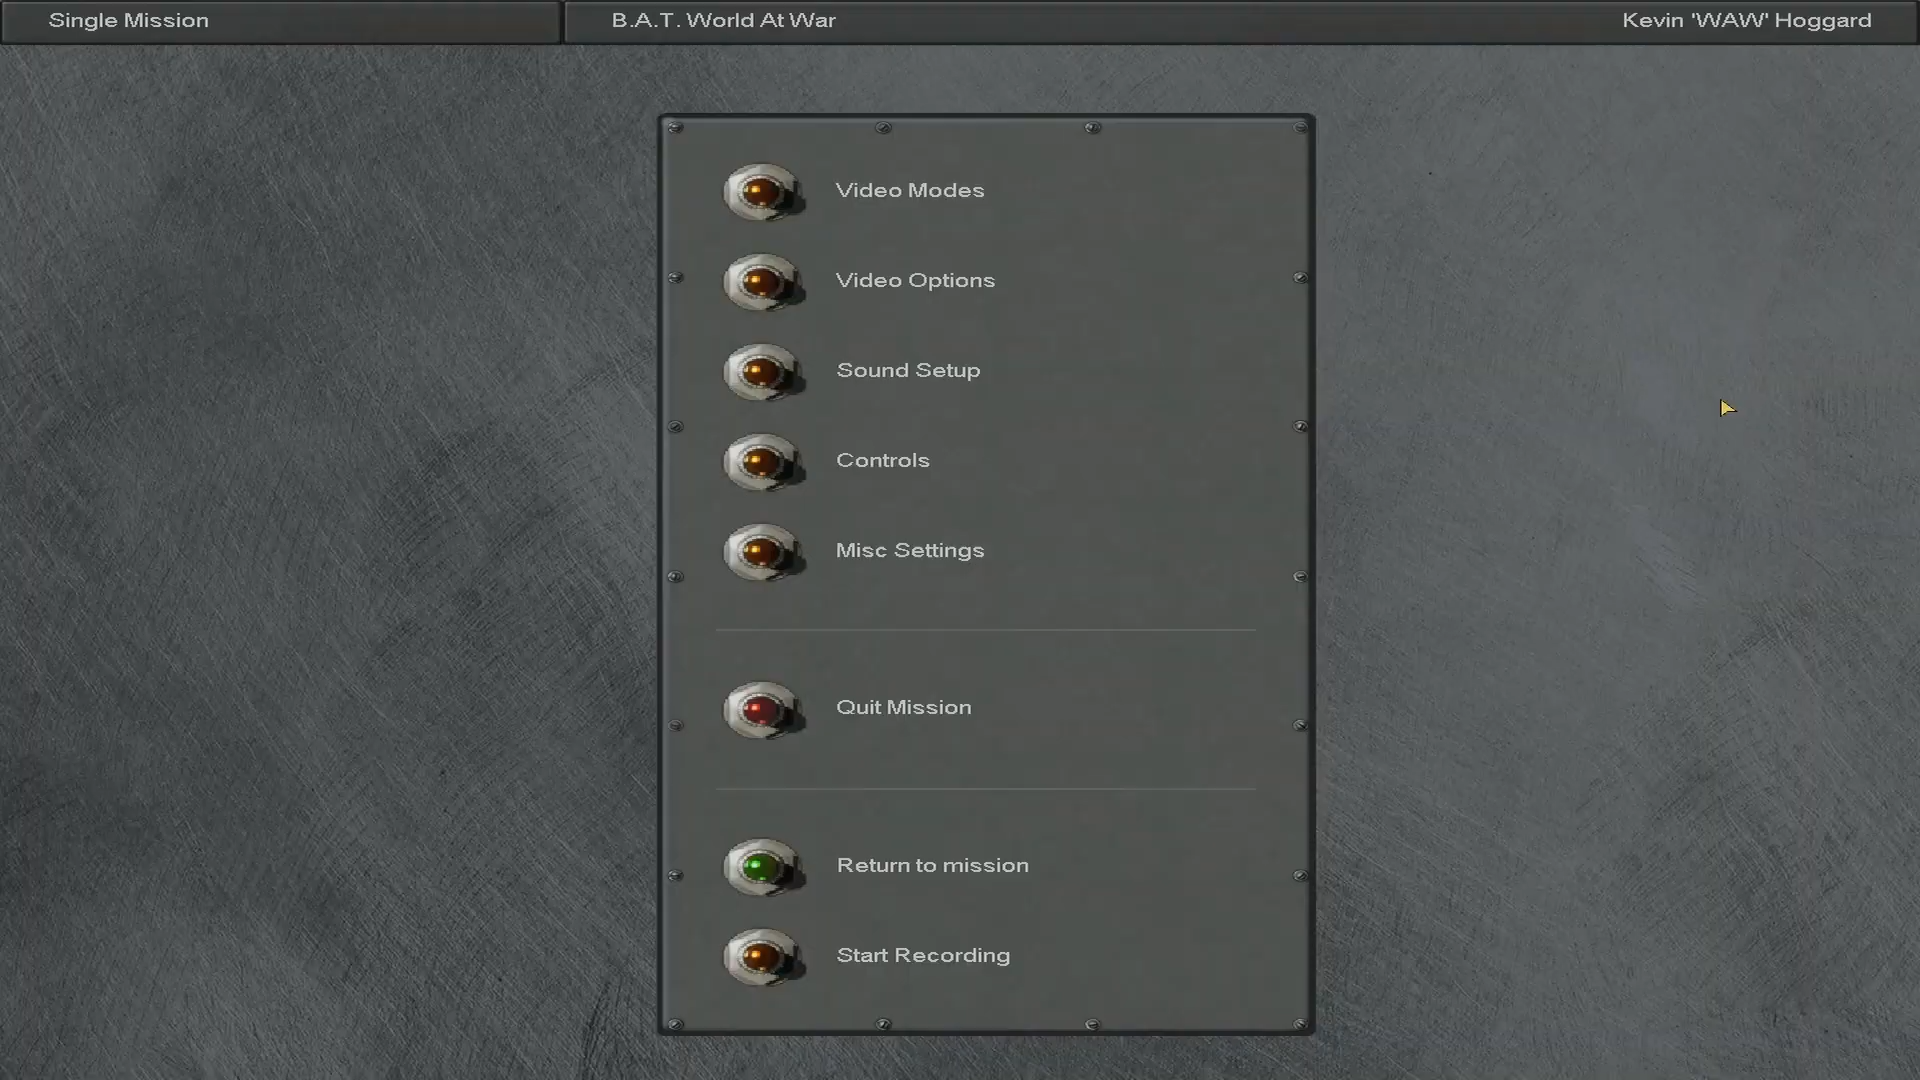 Single Mission
B.A.T. World At War
Kevin 'WAW' Hoggard
Video Modes
Video Options
Sound Setup
Controls
Misc Settings
Quit Mission
Return to mission
Start Recording